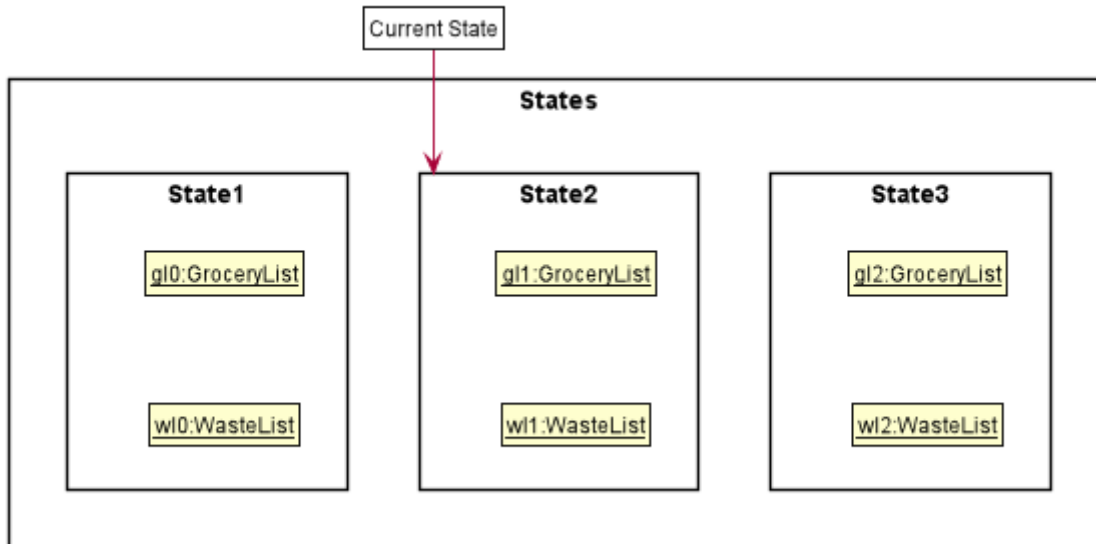 Current State
States
State1
State2
State3
gl0:GroceryList
gl1:GroceryList
gl2:GroceryList
wl0:WasteList
wl1:WasteList
wl2:WasteList